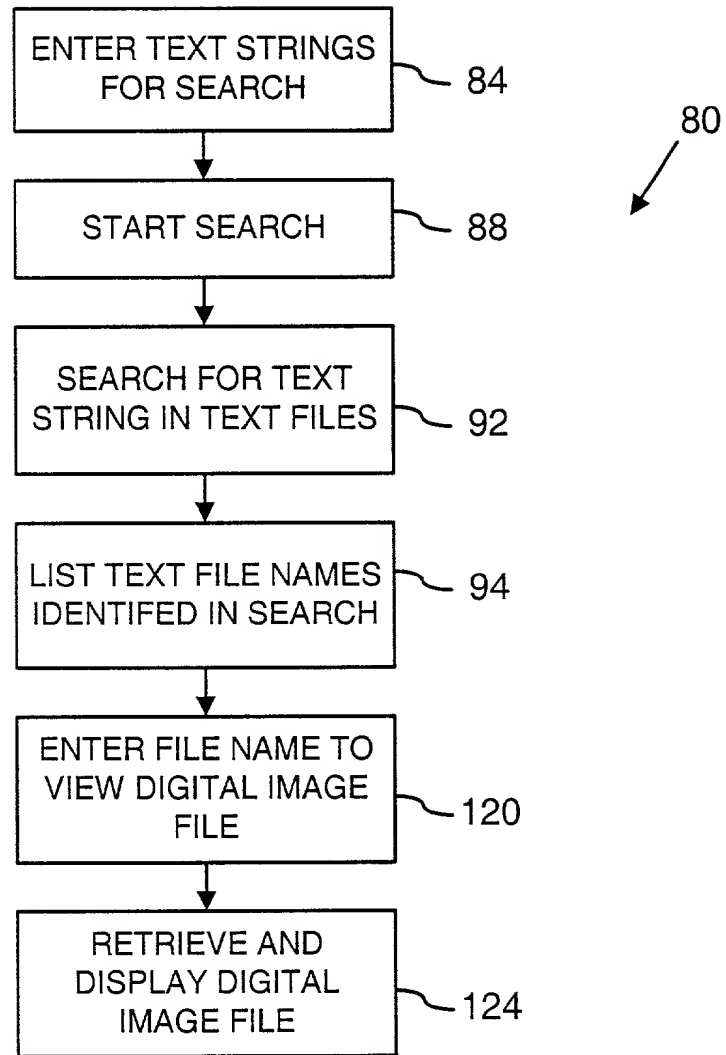 ENTER TEXT STRINGS
FOR SEARCH
84
80
START SEARCH
88
SEARCH FOR TEXT
STRING IN TEXT FILES
92
LIST TEXT FILE NAMES
IDENTIFED IN SEARCH
94
ENTER FILE NAME TO
VIEW DIGITAL IMAGE
FILE
120
RETRIEVE AND
DISPLAY DIGITAL
IMAGE FILE
124